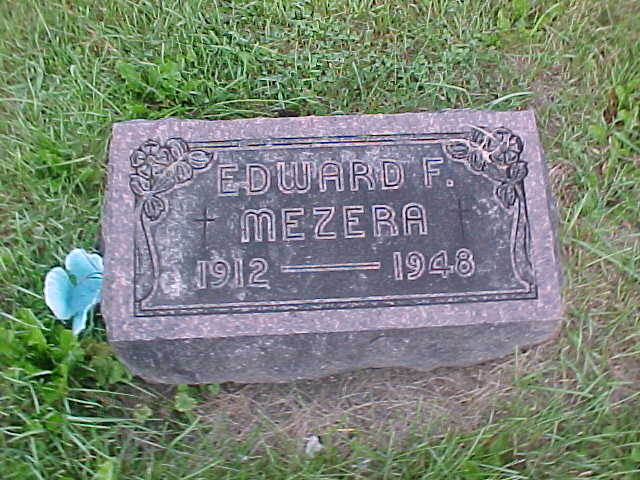 EDWARD F.
MEZERA
1912 — 1948